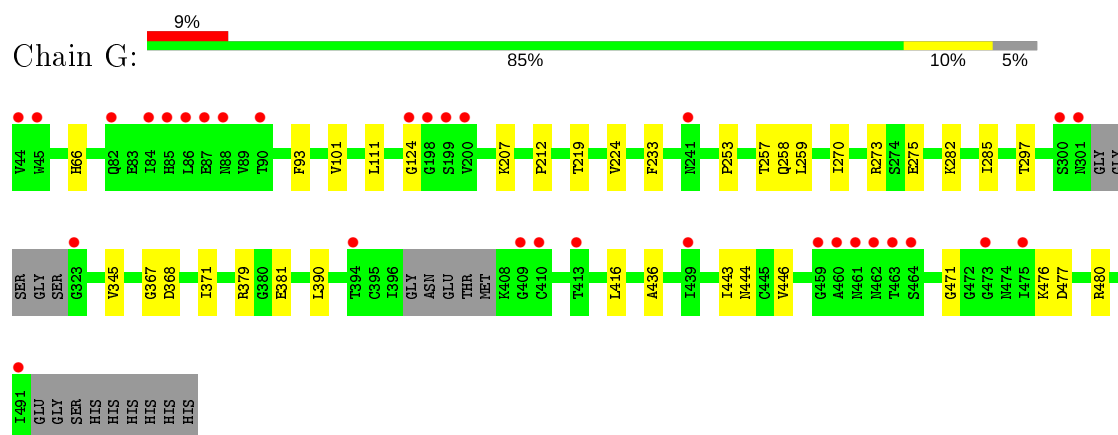 9%
Chain G:
85% 10% 5%
V44 W45 H66 Q82 E83 I84 H85 L86 E87 N88 V89 T90 F93 V101 L111 G124 G198 S199 V200 K207 P212 T219 V224 F233 N241 P253 T257 Q258 L259 I270 R273 S274 E275 K282 I285 T297 S300 N301 GLY GLY
SER GLY SER G323 V345 G367 D368 I371 R379 G380 E381 L390 T394 C395 I396 GLY ASN GLU THR MET K408 G409 C410 T413 L416 A436 I439 I443 N444 C445 V446 G459 A460 N461 N462 T463 S464 G471 G472 G473 N474 I475 K476 D477 R480
I491 GLU GLY SER HIS HIS HIS HIS HIS HIS